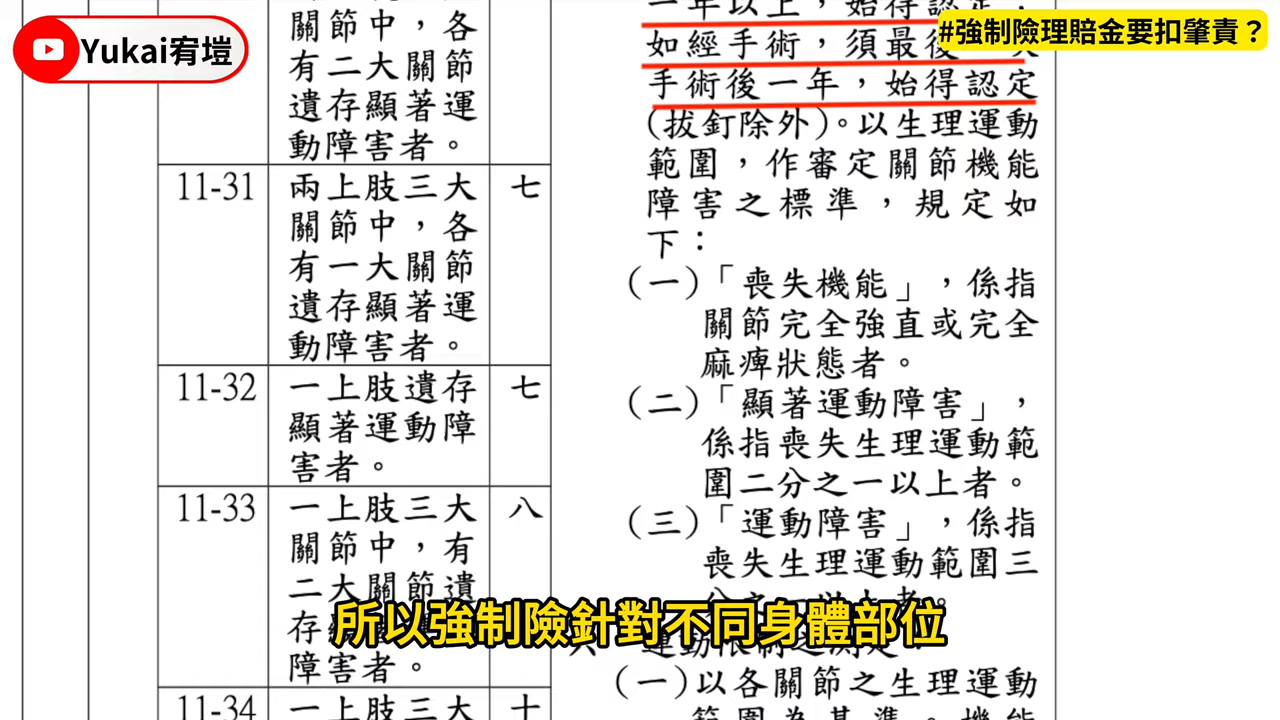 Yukai宥塏
#強制險理賠金要扣肇責？
關節中，各
有二大關節
遺存顯著運
動障害者。
11-31
兩上肢三大
關節中，各
有一大關節
遺存顯著運
動障害者。
七
11-32
一上肢遺存
顯著運動障
害者。
七
11-33
一上肢三大
關節中，有
二大關節遺
存顯
障害者。
八
11-34
一上肢三大
十
一年以上，始得認定；
如經手術，須最後
手術後一年，始得認定
(拔釘除外)。以生理運動
範圍，作審定關節機能
障害之標準，規定如
下：
(一)「喪失機能」，係指
關節完全強直或完全
麻痺狀態者。
(二)「顯著運動障害」，
係指喪失生理運動範
圍二分之一以上者。
(三)「運動障害」，係指
喪失生理運動範圍三
(一)以各關節之生理運動
所以強制險針對不同身體部位